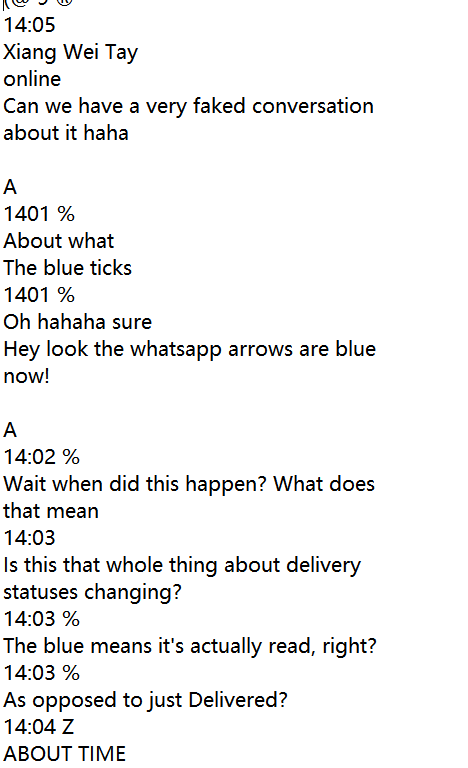 14:05
Xiang Wei Tay
online
Can we have a very faked conversation
about it haha
A
1401 %
About what
The blue ticks
1401 %
Oh hahaha sure
Hey look the whatsapp arrows are blue
now!
A
14:02 %
Wait when did this happen? What does
that mean
14:03
Is this that whole thing about delivery
statuses changing?
14:03 %
The blue means it's actually read, right?
14:03 %
As opposed to just Delivered?
14:04 Z
ABOUT TIME